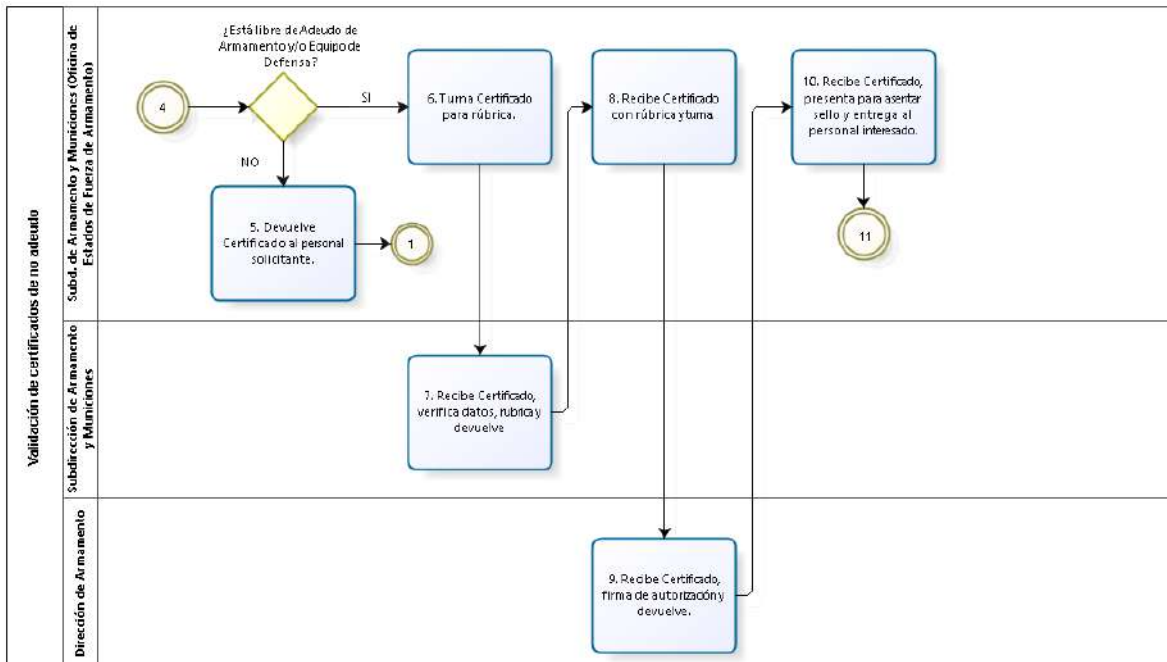 Validación de certificados de no adeudo
Subd. de Armamento y Municiones (Oficina de
Estados de Fuerza de Armamento)
¿Está libre de Adeudo de
Armamento y/o Equipo de
Defensa?
4
SI
NO
6. Turna Certificado
para rúbrica.
8. Recibe Certificado
con rúbrica y turna.
10. Recibe Certificado,
presenta para asentar
sello y entrega al
personal interesado.
5. Devuelve
Certificado al personal
solicitante.
1
11
Subdirección de Armamento
y Municiones
7. Recibe Certificado,
verifica datos, rubrica y
devuelve
Dirección de Armamento
9. Recibe Certificado,
firma de autorización y
devuelve.